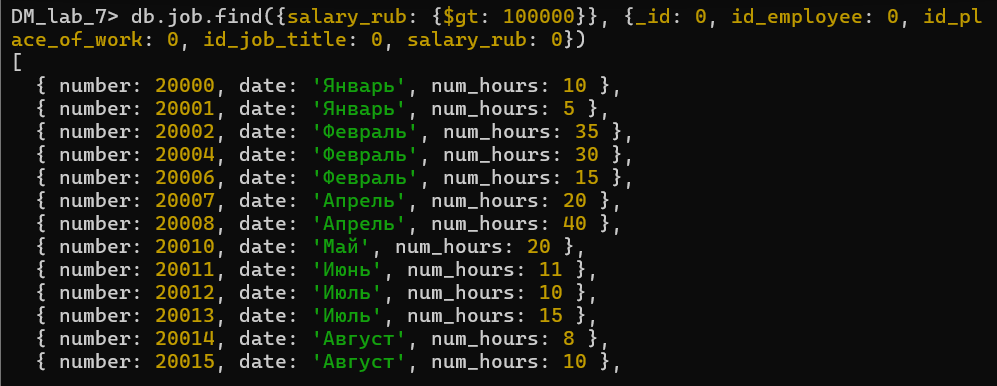 DM_lab_7> db.job.find({salary_rub: {$gt: 100000}}, {_id: 0, id_employee: 0, id_pl
ace_of_work: 0, id_job_title: 0, salary_rub: 0})
[
  { number: 20000, date: 'Январь', num_hours: 10 },
  { number: 20001, date: 'Январь', num_hours: 5 },
  { number: 20002, date: 'Февраль', num_hours: 35 },
  { number: 20004, date: 'Февраль', num_hours: 30 },
  { number: 20006, date: 'Февраль', num_hours: 15 },
  { number: 20007, date: 'Апрель', num_hours: 20 },
  { number: 20008, date: 'Апрель', num_hours: 40 },
  { number: 20010, date: 'Май', num_hours: 20 },
  { number: 20011, date: 'Июнь', num_hours: 11 },
  { number: 20012, date: 'Июль', num_hours: 10 },
  { number: 20013, date: 'Июль', num_hours: 15 },
  { number: 20014, date: 'Август', num_hours: 8 },
  { number: 20015, date: 'Август', num_hours: 10 },